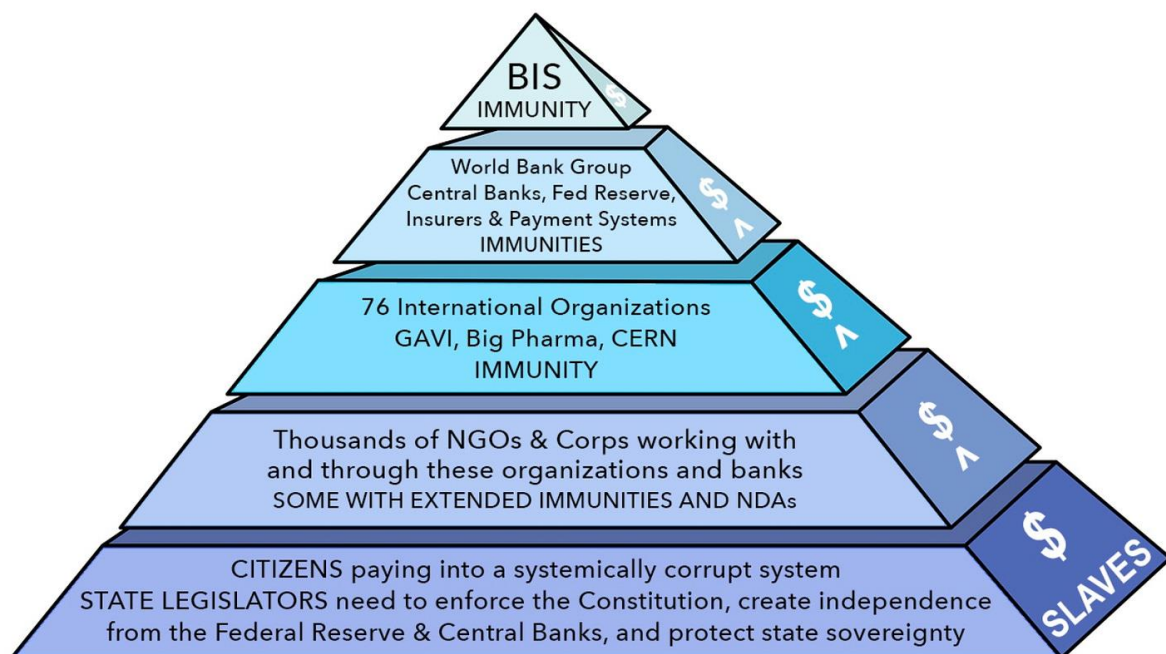 BIS
IMMUNITY
$
World Bank Group
Central Banks, Fed Reserve,
Insurers & Payment Systems
IMMUNITIES
$
^
76 International Organizations
GAVI, Big Pharma, CERN
IMMUNITY
$
^
Thousands of NGOs & Corps working with
and through these organizations and banks
SOME WITH EXTENDED IMMUNITIES AND NDAs
$
^
CITIZENS paying into a systemically corrupt system
STATE LEGISLATORS need to enforce the Constitution, create independence
from the Federal Reserve & Central Banks, and protect state sovereignty
$
SLAVES